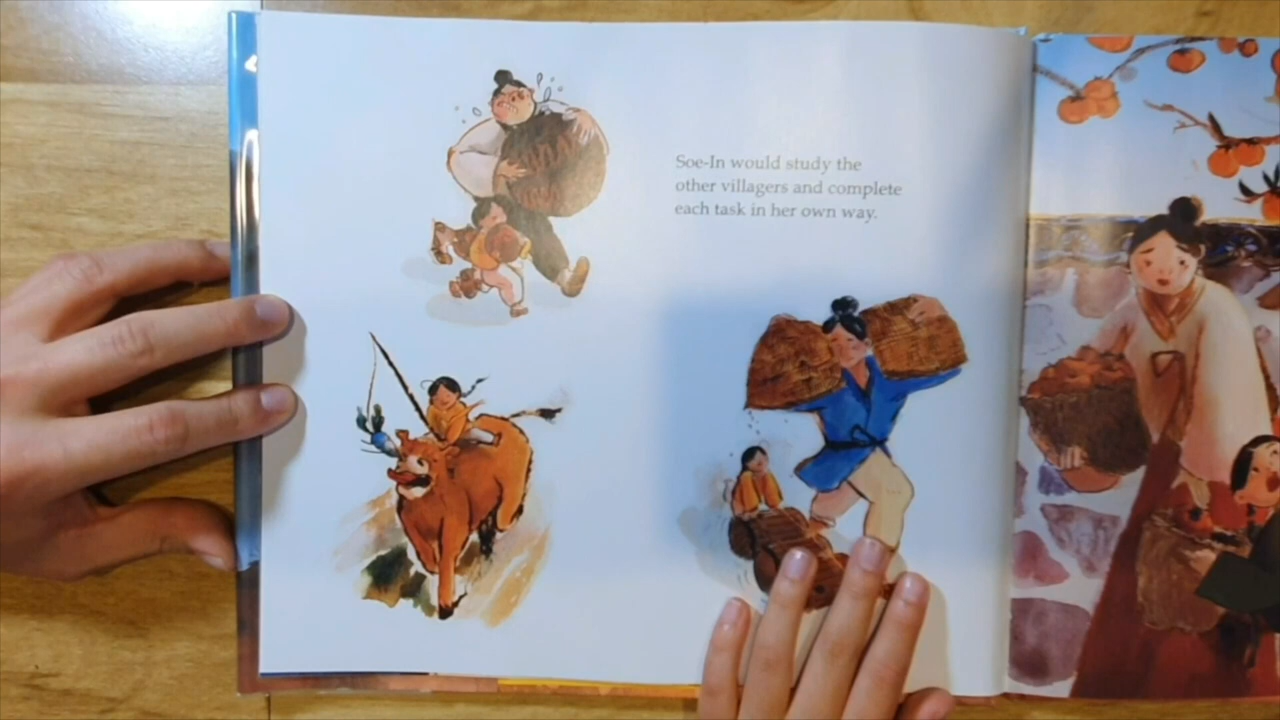 Soe-In would study the
other villagers and complete
each task in her own way.